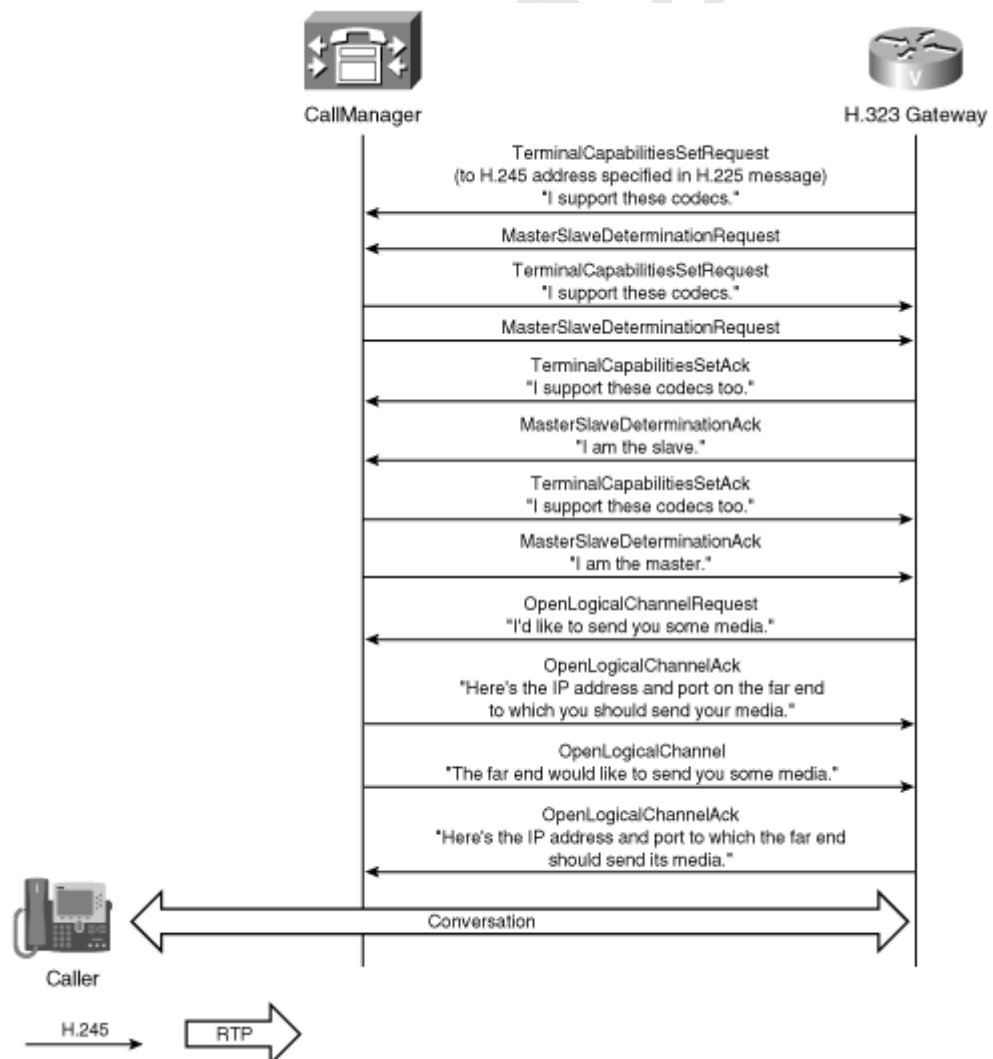 CallManager
H.323 Gateway
V
TerminalCapabilitiesSetRequest
(to H.245 address specified in H.225 message)
"I support these codecs."
MasterSlaveDeterminationRequest
TerminalCapabilitiesSetRequest
"I support these codecs."
MasterSlaveDeterminationRequest
TerminalCapabilitiesSetAck
"I support these codecs too."
MasterSlaveDeterminationAck
"I am the slave."
TerminalCapabilitiesSetAck
"I support these codecs too."
MasterSlaveDeterminationAck
"I am the master."
OpenLogicalChannelRequest
"I'd like to send you some media."
OpenLogicalChannelAck
"Here's the IP address and port on the far end
to which you should send your media."
OpenLogicalChannel
"The far end would like to send you some media."
OpenLogicalChannelAck
"Here's the IP address and port to which the far end
should send its media."
Conversation
Caller
H.245
RTP